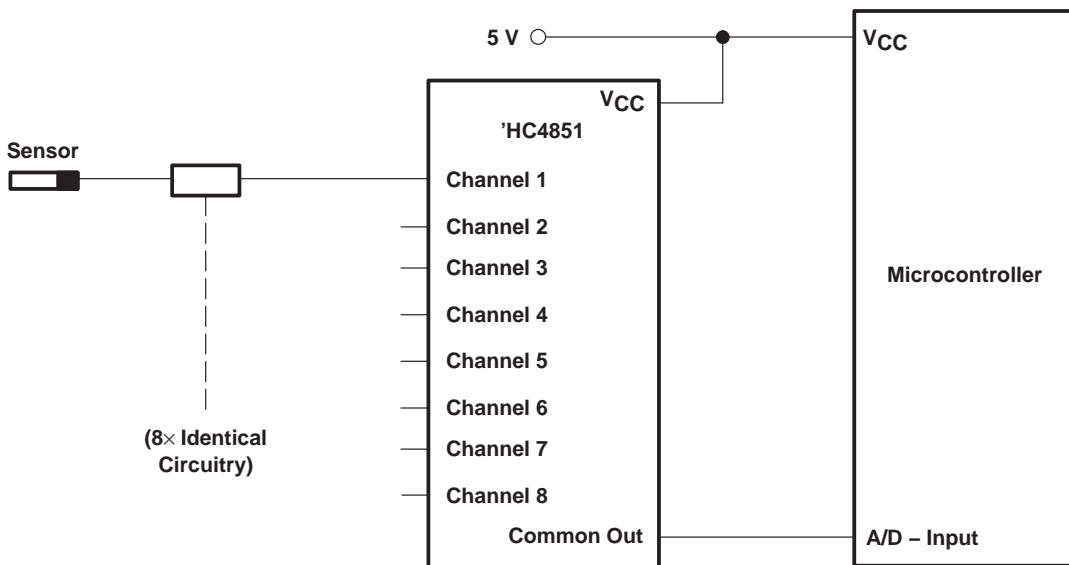 5 V
VCC
VCC
'HC4851
Sensor
Channel 1
Channel 2
Channel 3
Channel 4
Channel 5
Channel 6
Channel 7
Channel 8
Common Out
(8× Identical
Circuitry)
Microcontroller
A/D – Input